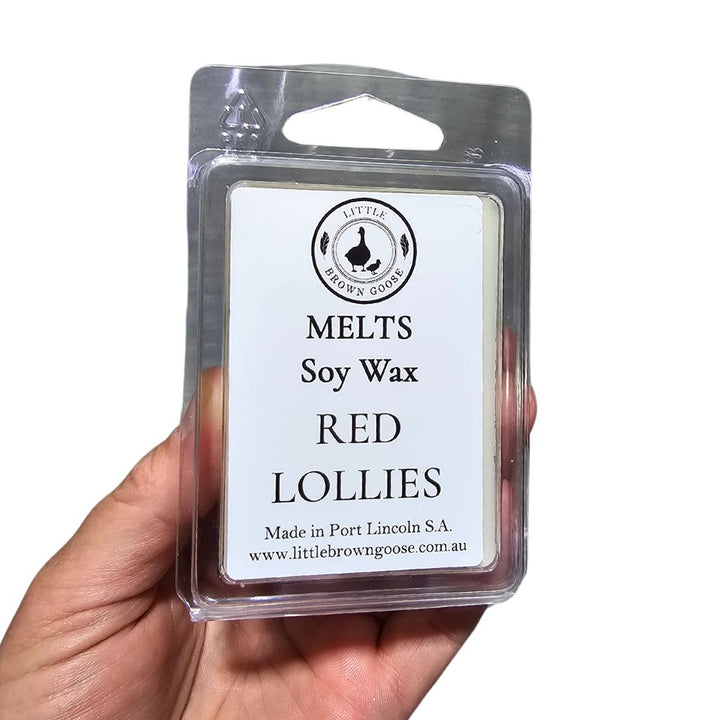 LITTLE
BROWN GOOSE
MELTS
Soy Wax
RED
LOLLIES
Made in Port Lincoln S.A.
www.littlebrowngoose.com.au